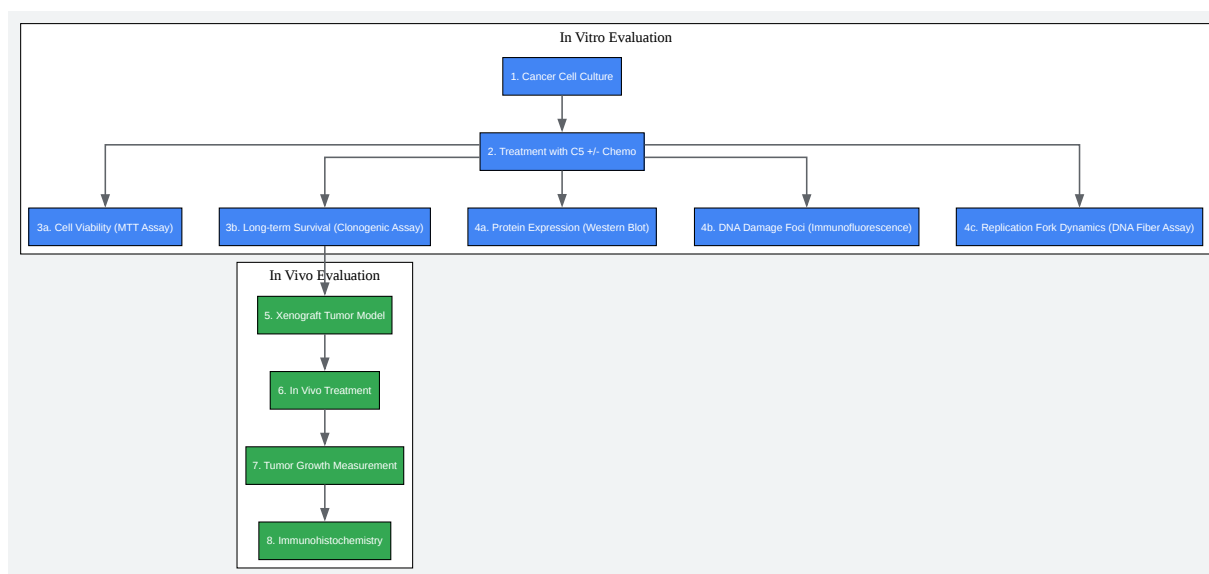 In Vitro Evaluation
1. Cancer Cell Culture
2. Treatment with C5 +/- Chemo
3a. Cell Viability (MTT Assay)
3b. Long-term Survival (Clonogenic Assay)
4a. Protein Expression (Western Blot)
4b. DNA Damage Foci (Immunofluorescence)
4c. Replication Fork Dynamics (DNA Fiber Assay)
In Vivo Evaluation
5. Xenograft Tumor Model
6. In Vivo Treatment
7. Tumor Growth Measurement
8. Immunohistochemistry